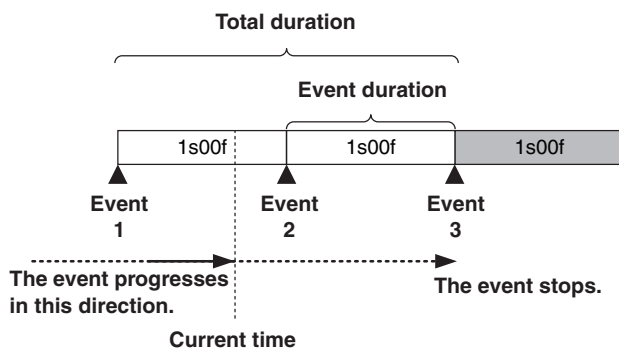 Total duration
Event duration
1s00f 1s00f 1s00f
Event 1
Event 2
Event 3
The event progresses
in this direction.
The event stops.
Current time